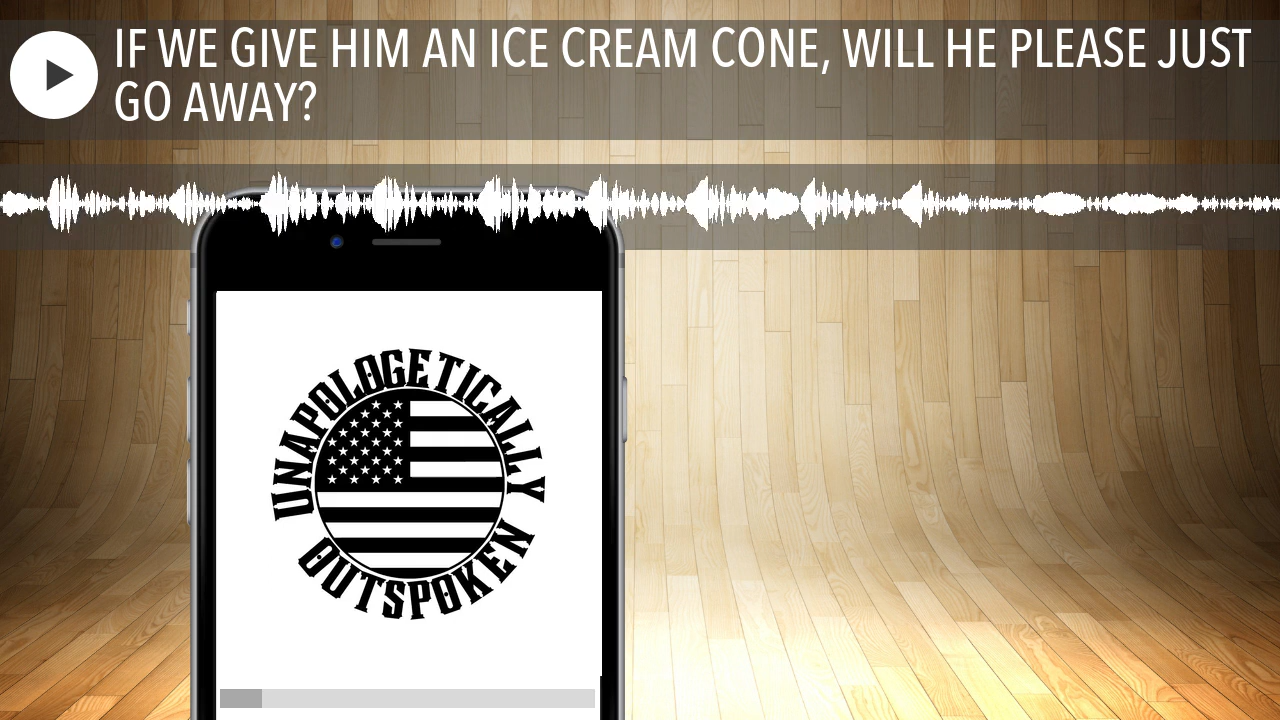 IF WE GIVE HIM AN ICE CREAM CONE, WILL HE PLEASE JUST
GO AWAY?
UNAPOLOGETICALLY
OUTSPOKEN